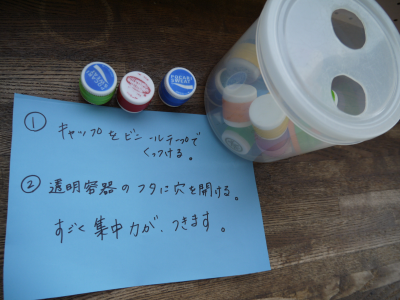 ① キャップをビニールテープで
くっつける。
② 透明容器のフタに穴を開ける。
すごく集中力が、つきます。